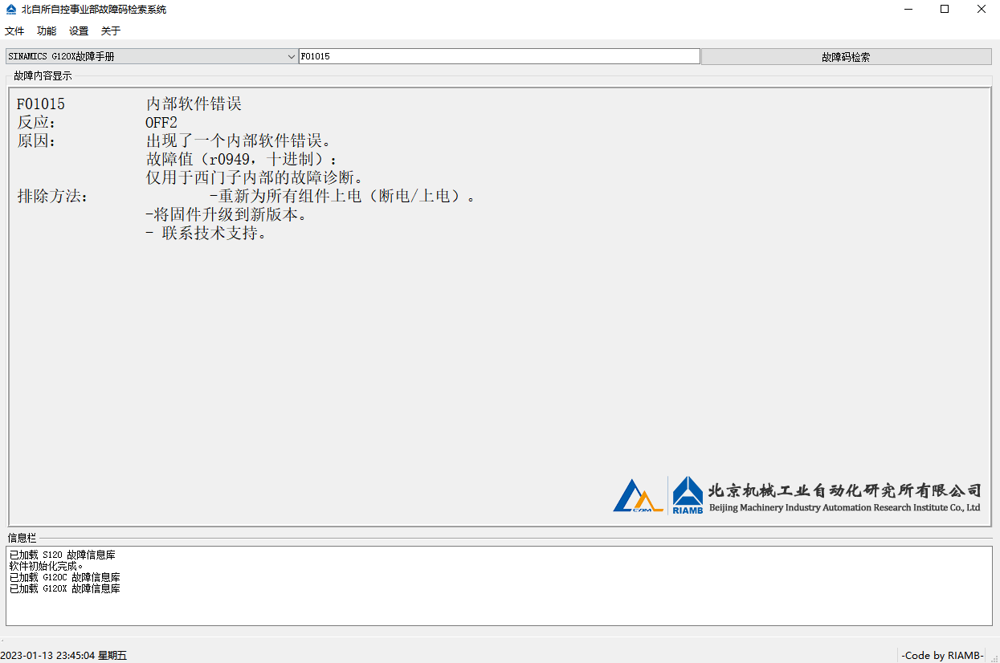 北自所自控事业部故障码检索系统
文件 功能 设置 关于
SINAMICS G120X故障手册 F01015 故障码检索
故障内容显示
F01015 内部软件错误
反应: OFF2
原因: 出现了一个内部软件错误。
故障值（r0949，十进制）:
仅用于西门子内部的故障诊断。
排除方法: -重新为所有组件上电（断电/上电）。
-将固件升级到新版本。
- 联系技术支持。
CAM RIAMB 北京机械工业自动化研究所有限公司
Beijing Machinery Industry Automation Research Institute Co., Ltd
信息栏
已加载 S120 故障信息库
软件初始化完成。
已加载 G120C 故障信息库
已加载 G120X 故障信息库
2023-01-13 23:45:04 星期五 -Code by RIAMB-